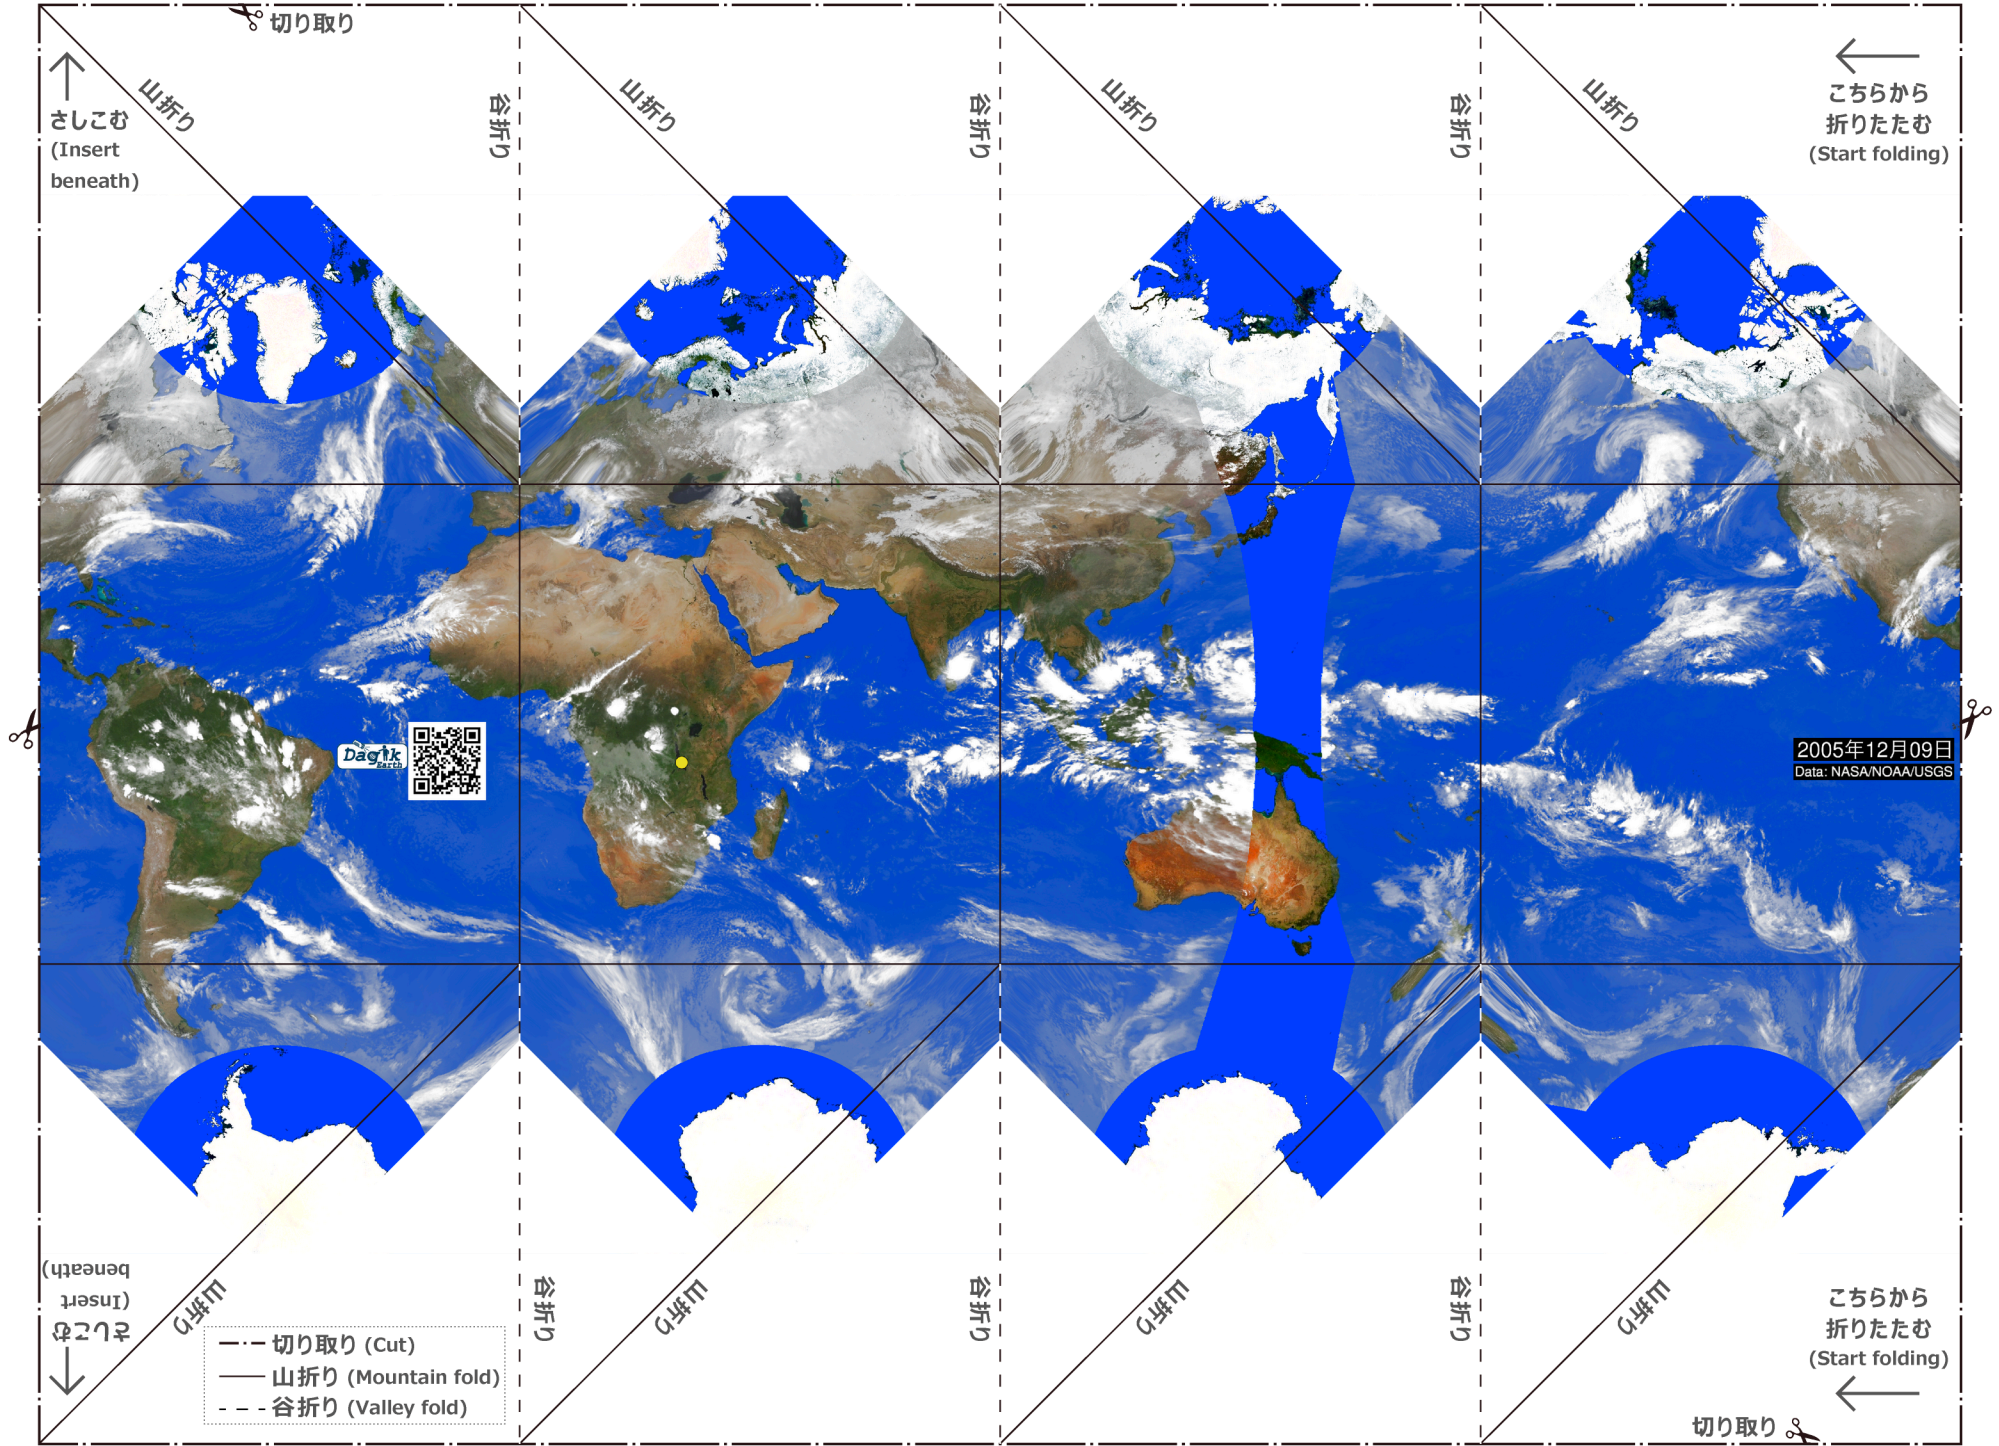 切り取り
さしこむ
(Insert
beneath)
山折り
谷折り
山折り
谷折り
山折り
谷折り
山折り
こちらから
折りたたむ
(Start folding)
Dagik
Earth
2005年12月09日
Data: NASA/NOAA/USGS
さしこむ
(Insert
beneath)
山折り
谷折り
山折り
谷折り
山折り
谷折り
山折り
こちらから
折りたたむ
(Start folding)
切り取り (Cut)
山折り (Mountain fold)
谷折り (Valley fold)
切り取り